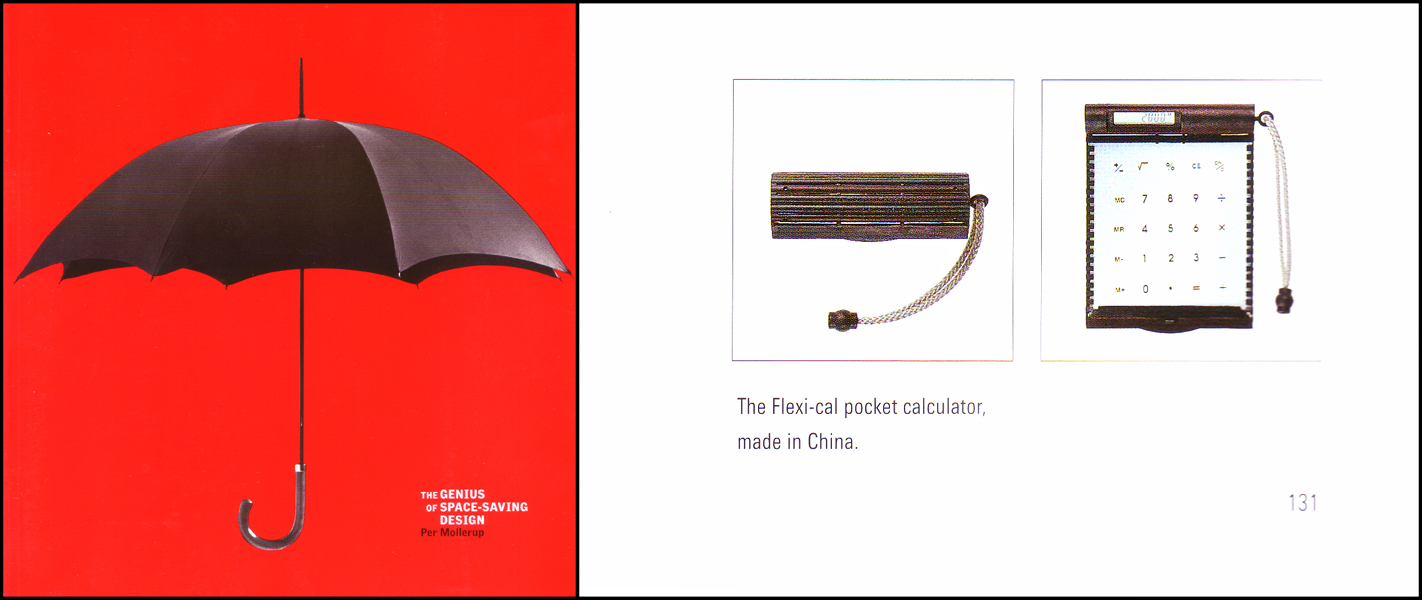 THE GENIUS
OF SPACE-SAVING
DESIGN
Per Mollerup
+/- √ % CE
MC 7 8 9 ÷
MR 4 5 6 ×
M- 1 2 3 −
M+ 0 • = +
The Flexi-cal pocket calculator,
made in China.
131